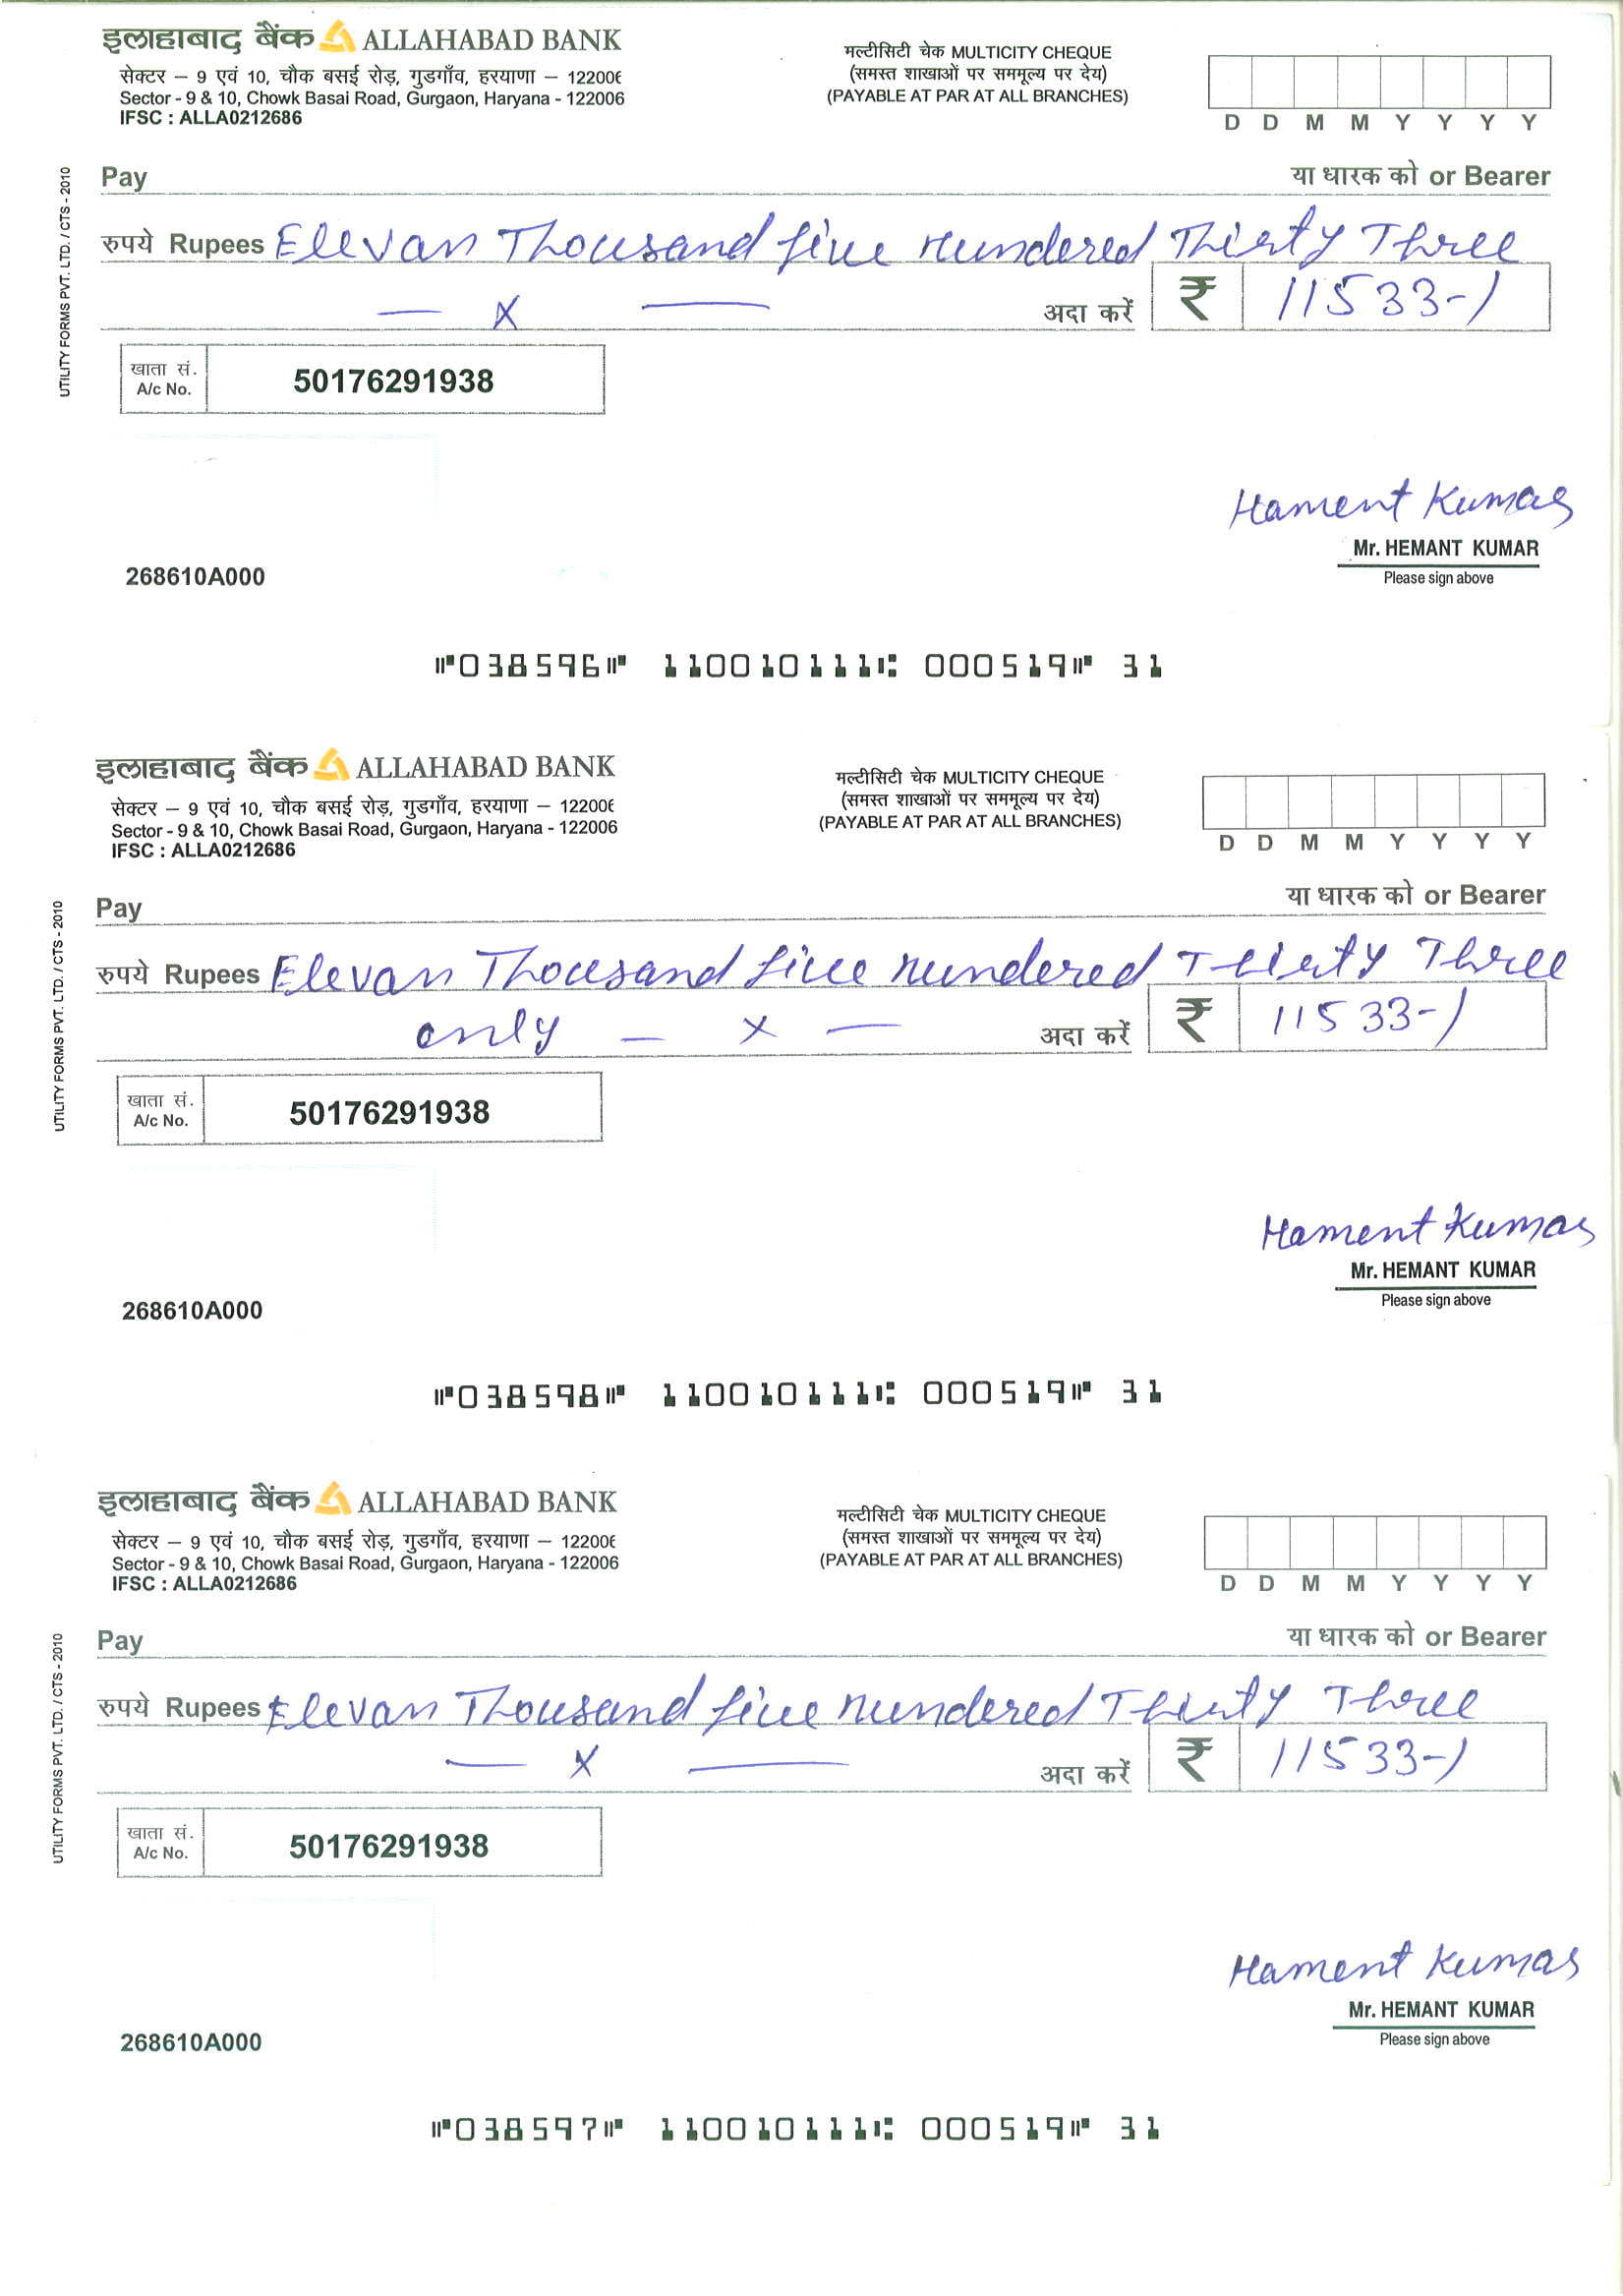 इलाहाबाद बैंक ALLAHABAD BANK
सेक्टर – 9 एवं 10, चौक बसई रोड़, गुडगाँव, हरयाणा – 122006
Sector - 9 & 10, Chowk Basai Road, Gurgaon, Haryana - 122006
IFSC : ALLA0212686
मल्टीसिटी चेक MULTICITY CHEQUE
(समस्त शाखाओं पर सममूल्य पर देय)
(PAYABLE AT PAR AT ALL BRANCHES)
D D M M Y Y Y Y
UTILITY FORMS PVT. LTD. / CTS - 2010
Pay या धारक को or Bearer
रुपये Rupees Elevan Thousand five Hundered Thirty Three
— x — अदा करें ₹ 11533-/
खाता सं. A/c No. 50176291938
Hament Kumar
Mr. HEMANT KUMAR
Please sign above
268610A000
⑈038596⑈ 110010111⑆ 000519⑈ 31
इलाहाबाद बैंक ALLAHABAD BANK
सेक्टर – 9 एवं 10, चौक बसई रोड़, गुडगाँव, हरयाणा – 122006
Sector - 9 & 10, Chowk Basai Road, Gurgaon, Haryana - 122006
IFSC : ALLA0212686
मल्टीसिटी चेक MULTICITY CHEQUE
(समस्त शाखाओं पर सममूल्य पर देय)
(PAYABLE AT PAR AT ALL BRANCHES)
D D M M Y Y Y Y
UTILITY FORMS PVT. LTD. / CTS - 2010
Pay या धारक को or Bearer
रुपये Rupees Elevan Thousand five Hundered Thirty Three
only — x — अदा करें ₹ 11533-/
खाता सं. A/c No. 50176291938
Hament Kumar
Mr. HEMANT KUMAR
Please sign above
268610A000
⑈038598⑈ 110010111⑆ 000519⑈ 31
इलाहाबाद बैंक ALLAHABAD BANK
सेक्टर – 9 एवं 10, चौक बसई रोड़, गुडगाँव, हरयाणा – 122006
Sector - 9 & 10, Chowk Basai Road, Gurgaon, Haryana - 122006
IFSC : ALLA0212686
मल्टीसिटी चेक MULTICITY CHEQUE
(समस्त शाखाओं पर सममूल्य पर देय)
(PAYABLE AT PAR AT ALL BRANCHES)
D D M M Y Y Y Y
UTILITY FORMS PVT. LTD. / CTS - 2010
Pay या धारक को or Bearer
रुपये Rupees Elevan Thousand five Hundered Thirty Three
— x — अदा करें ₹ 11533-/
खाता सं. A/c No. 50176291938
Hament Kumar
Mr. HEMANT KUMAR
Please sign above
268610A000
⑈038597⑈ 110010111⑆ 000519⑈ 31